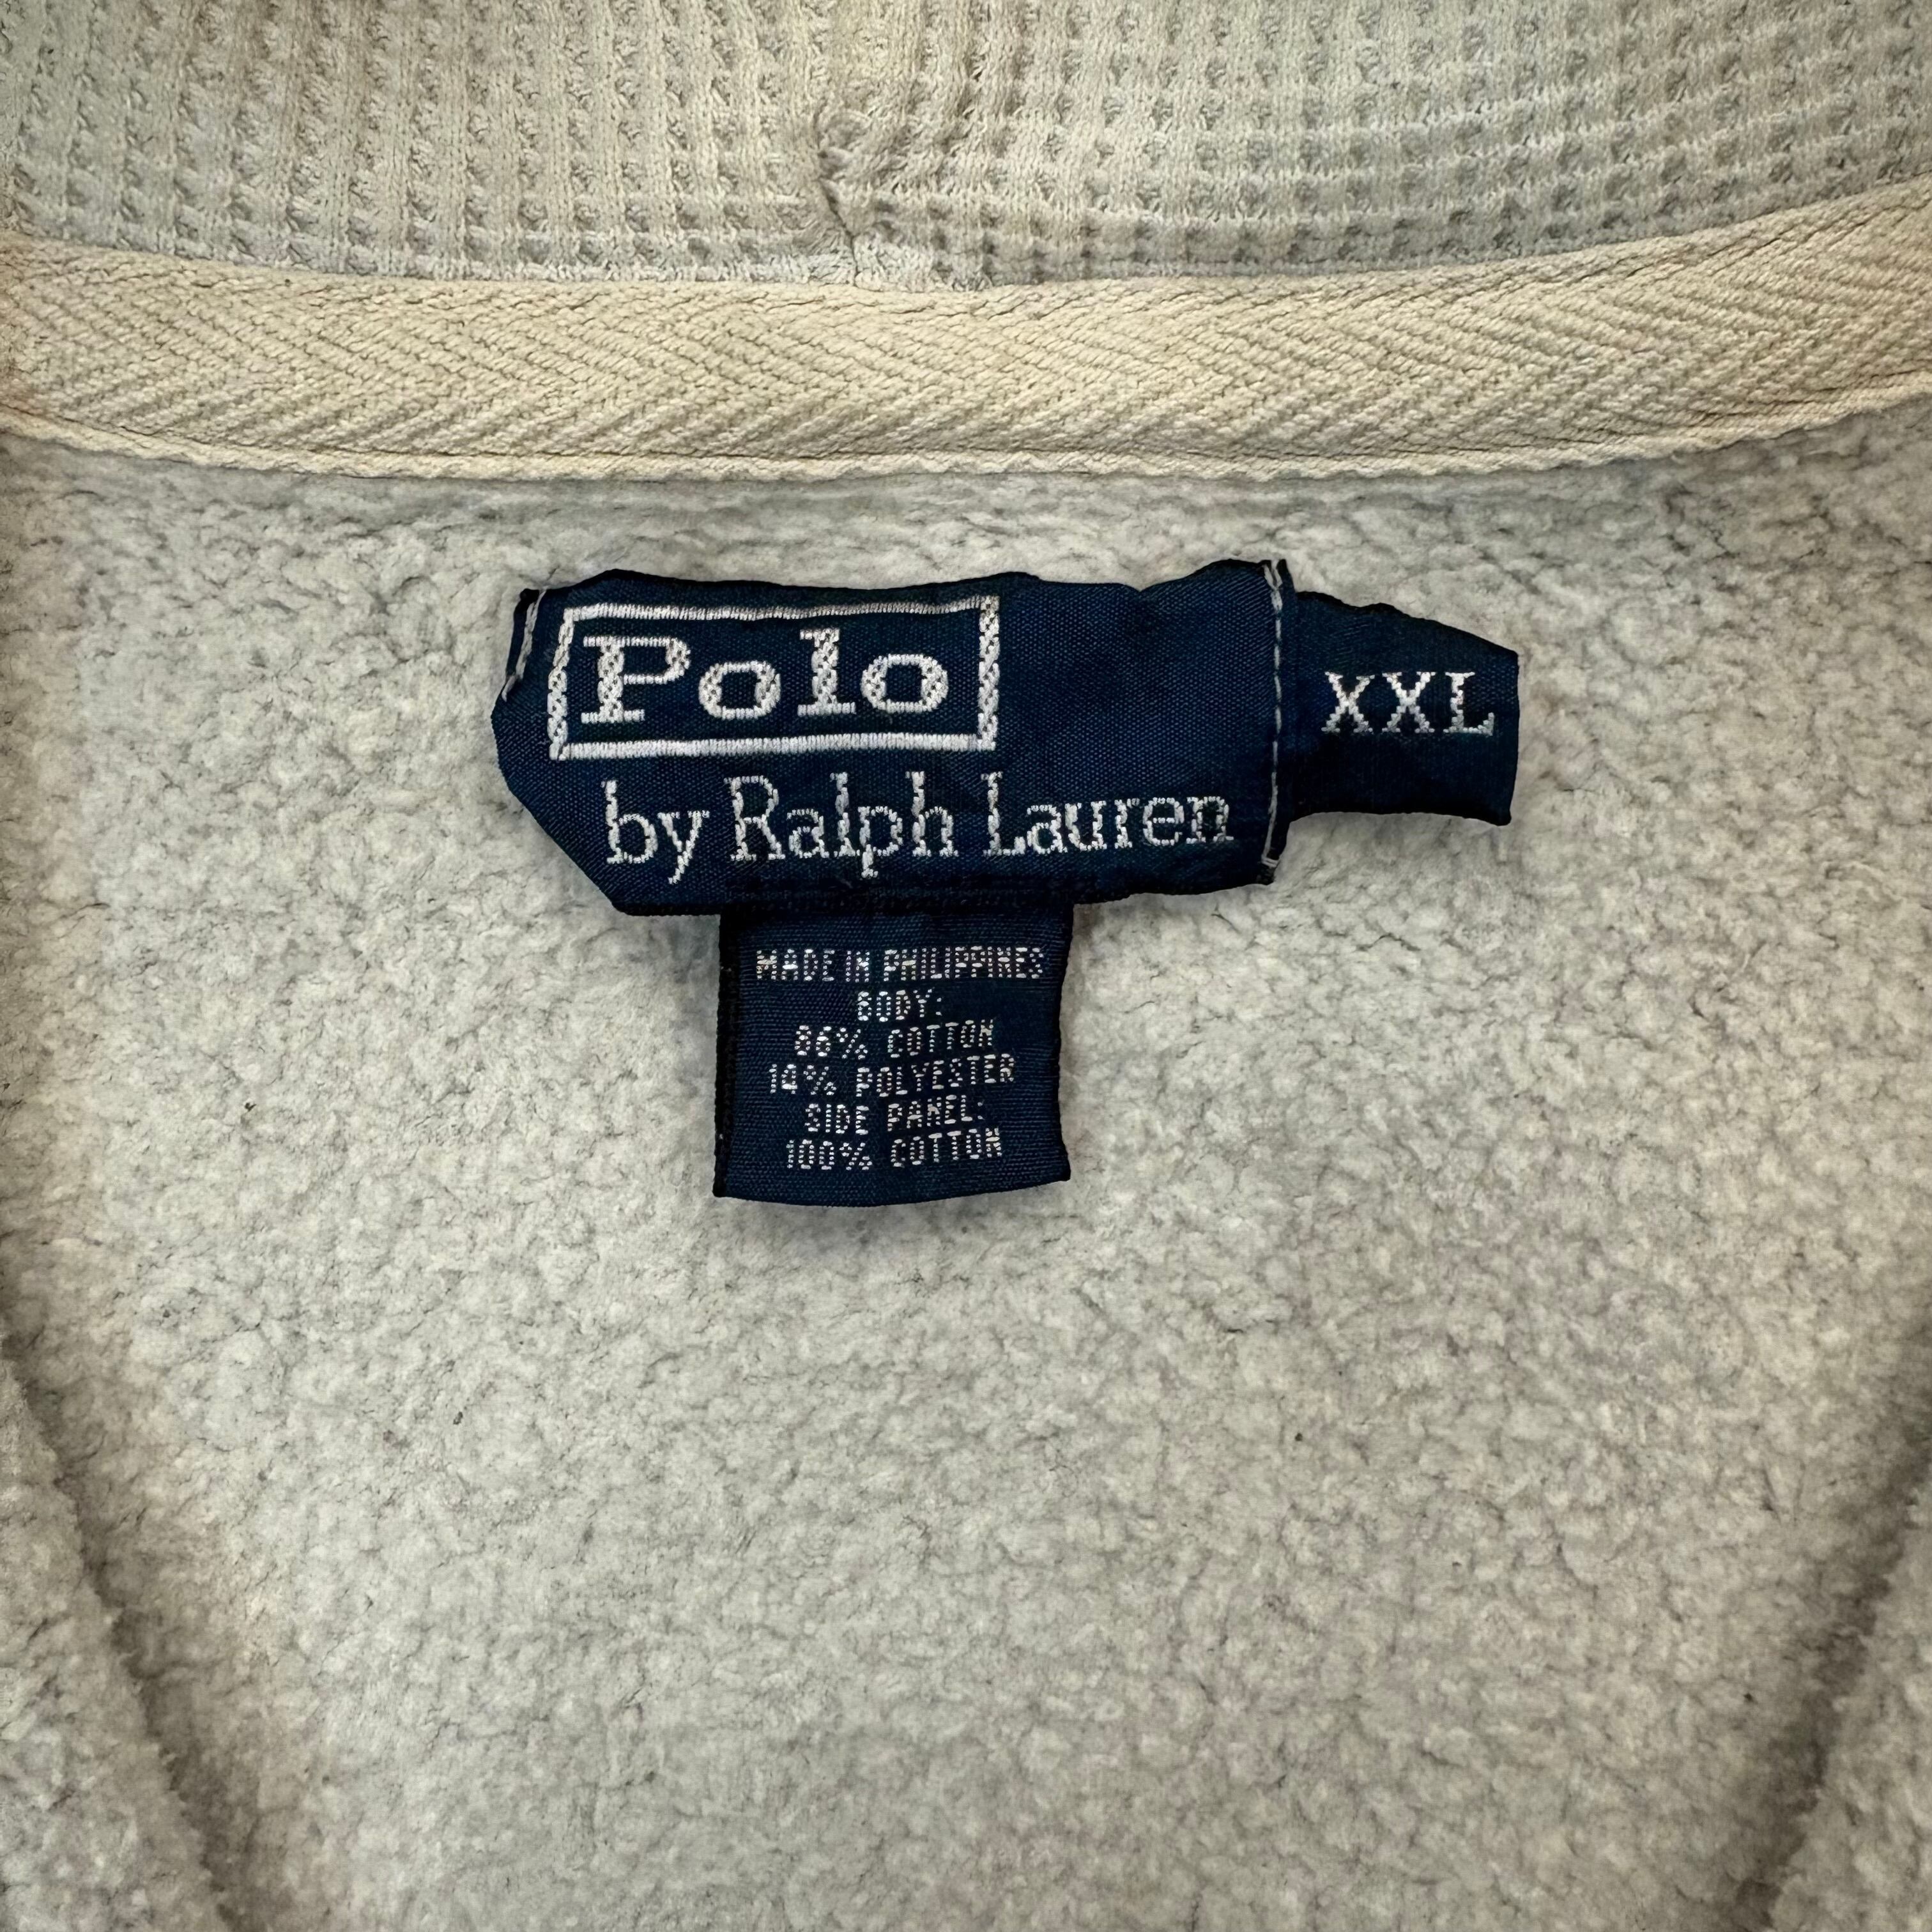 Polo
by Ralph Lauren
XXL
MADE IN PHILIPPINES
BODY:
86% COTTON
14% POLYESTER
SIDE PANEL:
100% COTTON